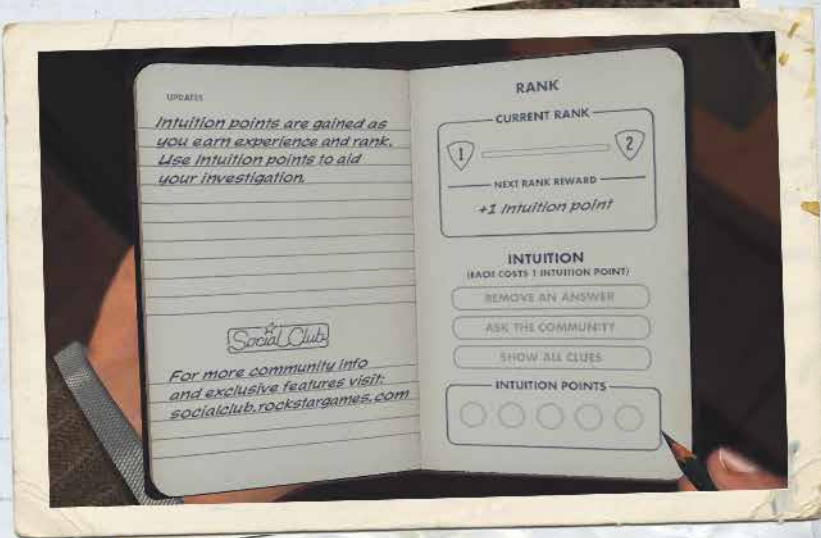 UPDATES
Intuition points are gained as
you earn experience and rank.
Use Intuition points to aid
your investigation.
Social Club
For more community info
and exclusive features visit:
socialclub.rockstargames.com
RANK
CURRENT RANK
1
2
NEXT RANK REWARD
+1 Intuition point
INTUITION
(EACH COSTS 1 INTUITION POINT)
REMOVE AN ANSWER
ASK THE COMMUNITY
SHOW ALL CLUES
INTUITION POINTS